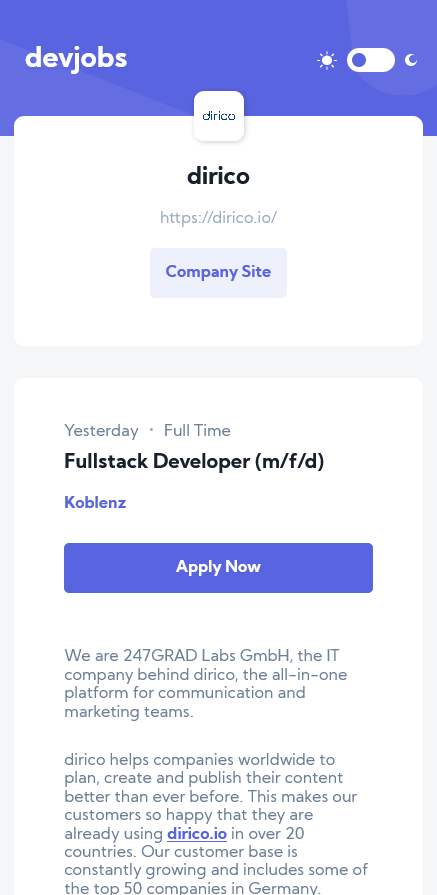 devjobs
dirico
dirico
https://dirico.io/
Company Site
Yesterday • Full Time
Fullstack Developer (m/f/d)
Koblenz
Apply Now
We are 247GRAD Labs GmbH, the IT
company behind dirico, the all-in-one
platform for communication and
marketing teams.
dirico helps companies worldwide to
plan, create and publish their content
better than ever before. This makes our
customers so happy that they are
already using dirico.io in over 20
countries. Our customer base is
constantly growing and includes some of
the top 50 companies in Germany.